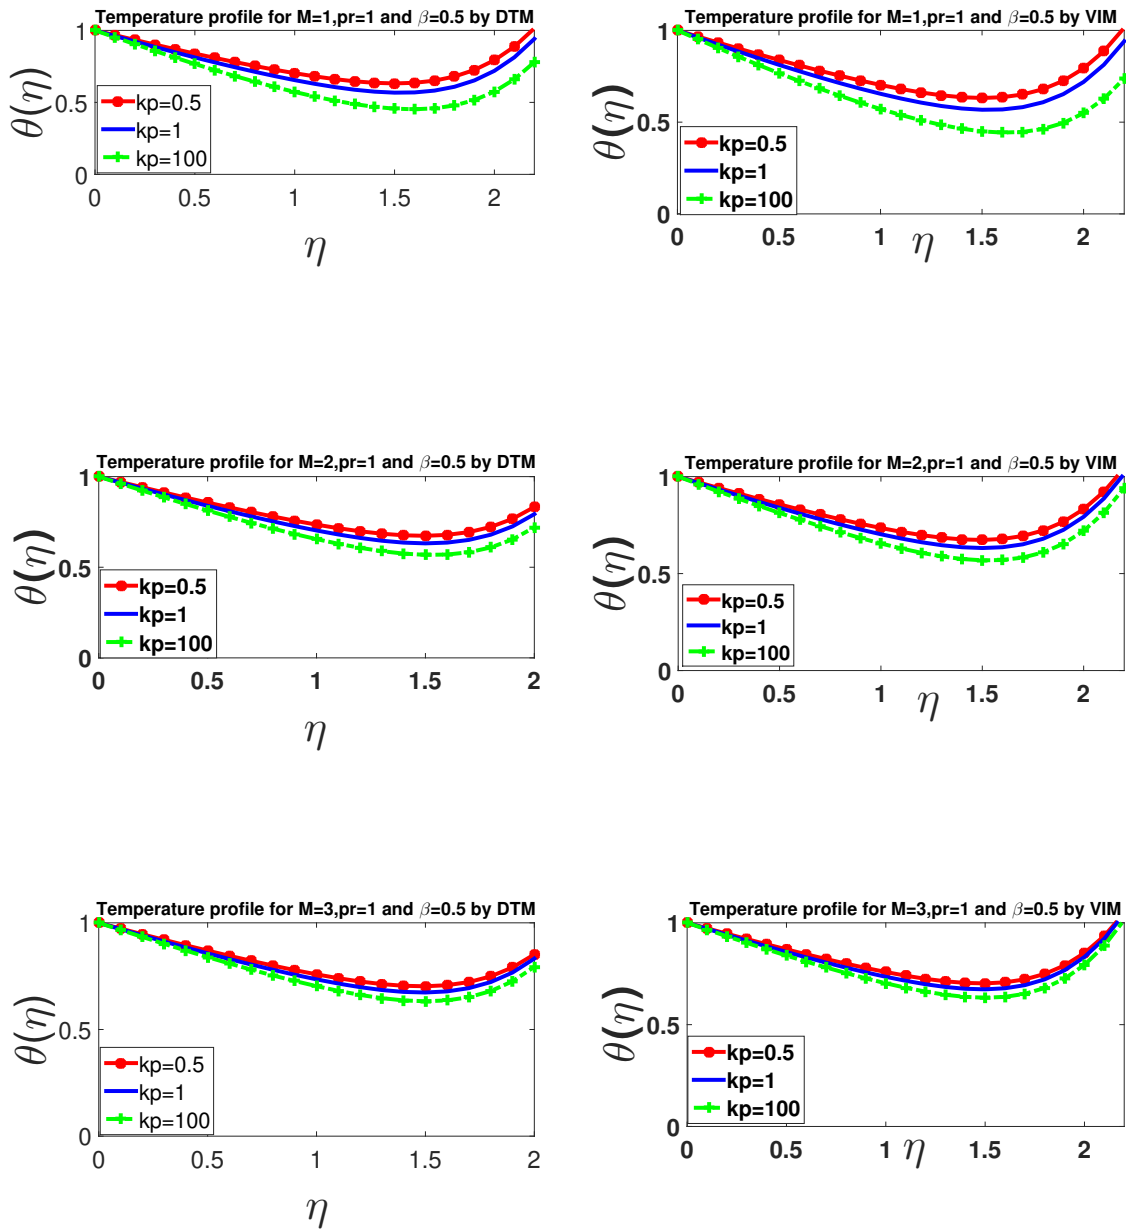 Temperature profile for M=1,pr=1 and β=0.5 by DTM
1
0.5
0
θ(η)
kp=0.5
kp=1
kp=100
0 0.5 1 1.5 2
η
Temperature profile for M=1,pr=1 and β=0.5 by VIM
1
0.5
0
θ(η)
kp=0.5
kp=1
kp=100
0 0.5 1 1.5 2
η
Temperature profile for M=2,pr=1 and β=0.5 by DTM
1
0.5
0
θ(η)
kp=0.5
kp=1
kp=100
0 0.5 1 1.5 2
η
Temperature profile for M=2,pr=1 and β=0.5 by VIM
1
0.5
0
θ(η)
kp=0.5
kp=1
kp=100
0 0.5 1 1.5 2
η
Temperature profile for M=3,pr=1 and β=0.5 by DTM
1
0.5
0
θ(η)
kp=0.5
kp=1
kp=100
0 0.5 1 1.5 2
η
Temperature profile for M=3,pr=1 and β=0.5 by VIM
1
0.5
0
θ(η)
kp=0.5
kp=1
kp=100
0 0.5 1 1.5 2
η